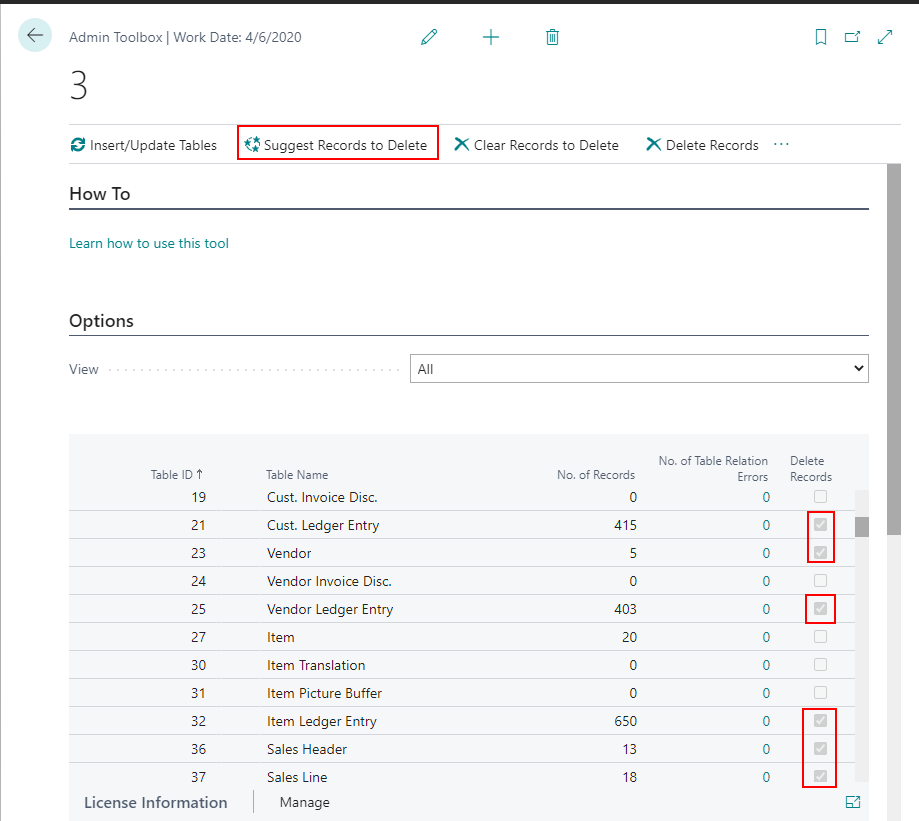 Admin Toolbox | Work Date: 4/6/2020
3
Insert/Update Tables Suggest Records to Delete Clear Records to Delete Delete Records ...
How To
Learn how to use this tool
Options
View All
Table ID ↑ Table Name No. of Records No. of Table Relation Errors Delete Records
19 Cust. Invoice Disc. 0 0
21 Cust. Ledger Entry 415 0
23 Vendor 5 0
24 Vendor Invoice Disc. 0 0
25 Vendor Ledger Entry 403 0
27 Item 20 0
30 Item Translation 0 0
31 Item Picture Buffer 0 0
32 Item Ledger Entry 650 0
36 Sales Header 13 0
37 Sales Line 18 0
License Information Manage